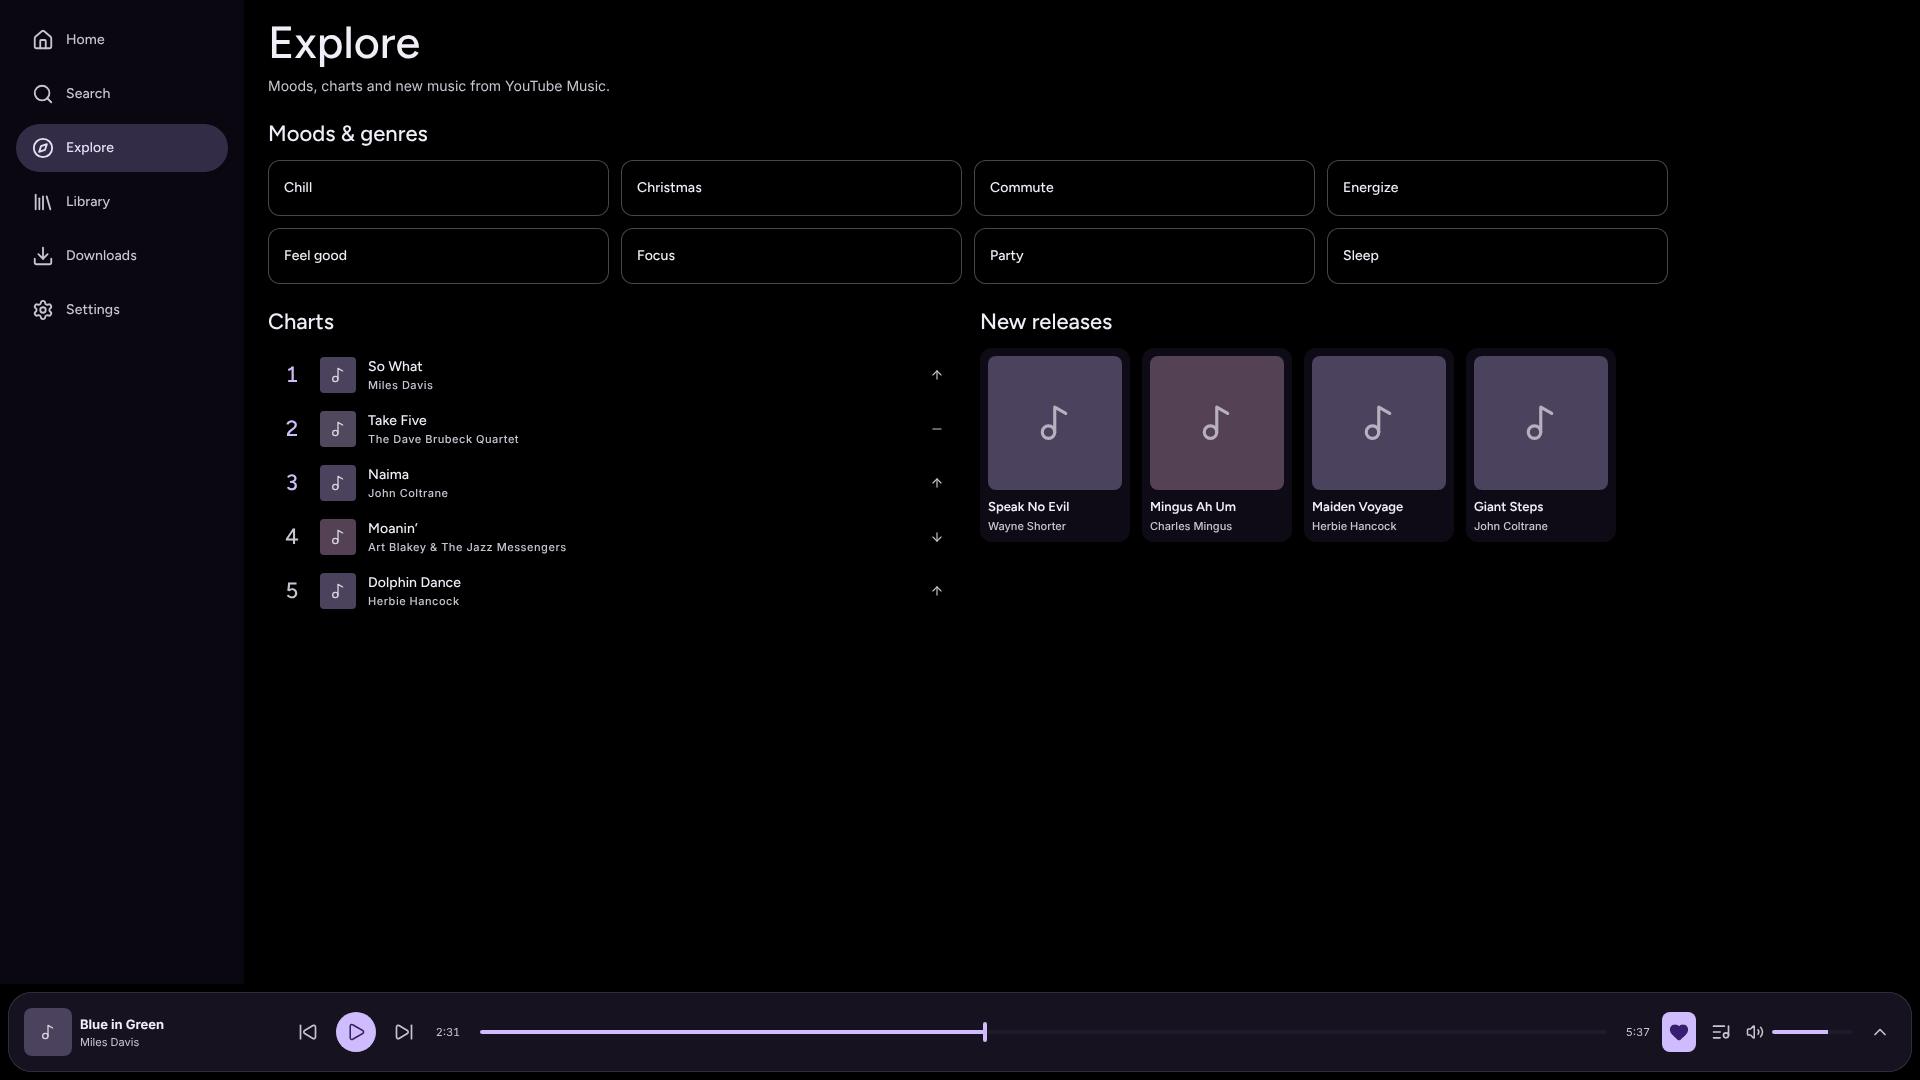 Home
Search
Explore
Library
Downloads
Settings
Explore
Moods, charts and new music from YouTube Music.
Moods & genres
Chill
Christmas
Commute
Energize
Feel good
Focus
Party
Sleep
Charts
1
So What
Miles Davis
2
Take Five
The Dave Brubeck Quartet
3
Naima
John Coltrane
4
Moanin’
Art Blakey & The Jazz Messengers
5
Dolphin Dance
Herbie Hancock
New releases
Speak No Evil
Wayne Shorter
Mingus Ah Um
Charles Mingus
Maiden Voyage
Herbie Hancock
Giant Steps
John Coltrane
Blue in Green
Miles Davis
2:31
5:37